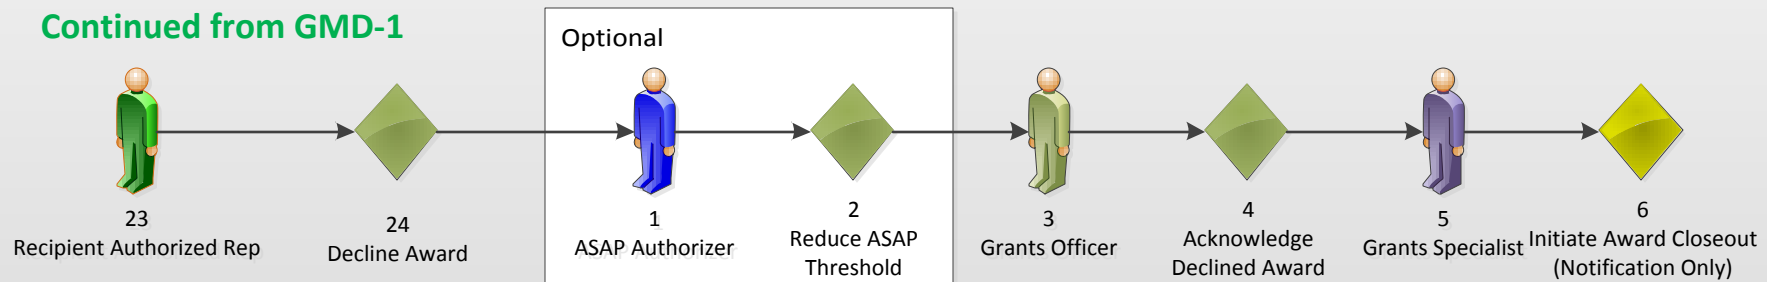 Continued from GMD-1
Optional
23
Recipient Authorized Rep
24
Decline Award
1
ASAP Authorizer
2
Reduce ASAP
Threshold
3
Grants Officer
4
Acknowledge
Declined Award
5
Grants Specialist
6
Initiate Award Closeout
(Notification Only)